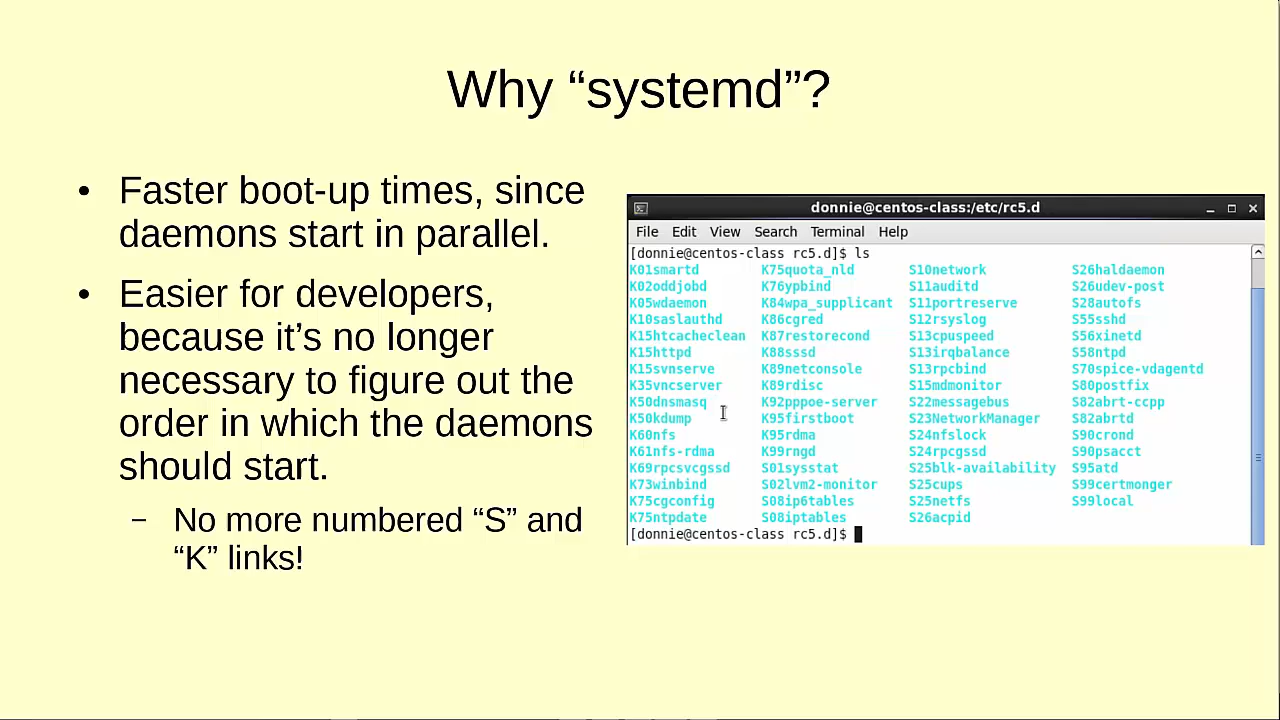 Why “systemd”?
• Faster boot-up times, since
daemons start in parallel.
• Easier for developers,
because it’s no longer
necessary to figure out the
order in which the daemons
should start.
– No more numbered “S” and
“K” links!
donnie@centos-class:/etc/rc5.d
File Edit View Search Terminal Help
[donnie@centos-class rc5.d]$ ls
K01smartd K75quota_nld S10network S26haldaemon
K02oddjobd K76ypbind S11auditd S26udev-post
K05wdaemon K84wpa_supplicant S11portreserve S28autofs
K10saslauthd K86cgred S12rsyslog S55sshd
K15htcacheclean K87restorecond S13cpuspeed S56xinetd
K15httpd K88sssd S13irqbalance S58ntpd
K15svnserve K89netconsole S13rpcbind S70spice-vdagentd
K35vncserver K89rdisc S15mdmonitor S80postfix
K50dnsmasq K92pppoe-server S22messagebus S82abrt-ccpp
K50kdump K95firstboot S23NetworkManager S82abrtd
K60nfs K95rdma S24nfslock S90crond
K61nfs-rdma K99rngd S24rpcgssd S90psacct
K69rpcsvcgssd S01sysstat S25blk-availability S95atd
K73winbind S02lvm2-monitor S25cups S99certmonger
K75cgconfig S08ip6tables S25netfs S99local
K75ntpdate S08iptables S26acpid
[donnie@centos-class rc5.d]$